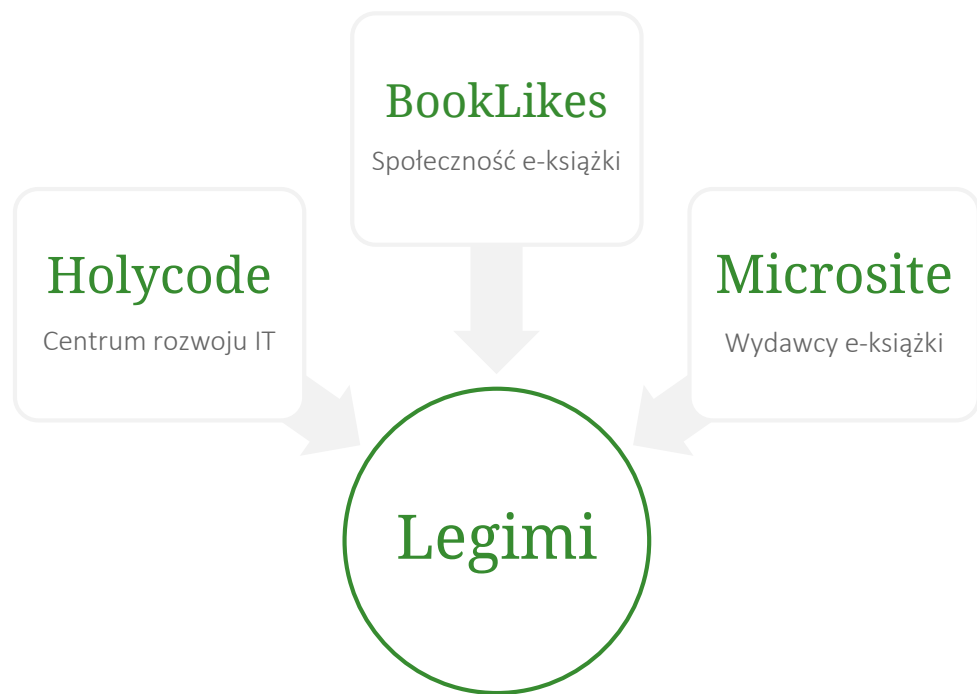 BookLikes
Społeczność e-książki
Holycode
Centrum rozwoju IT
Microsite
Wydawcy e-książki
Legimi